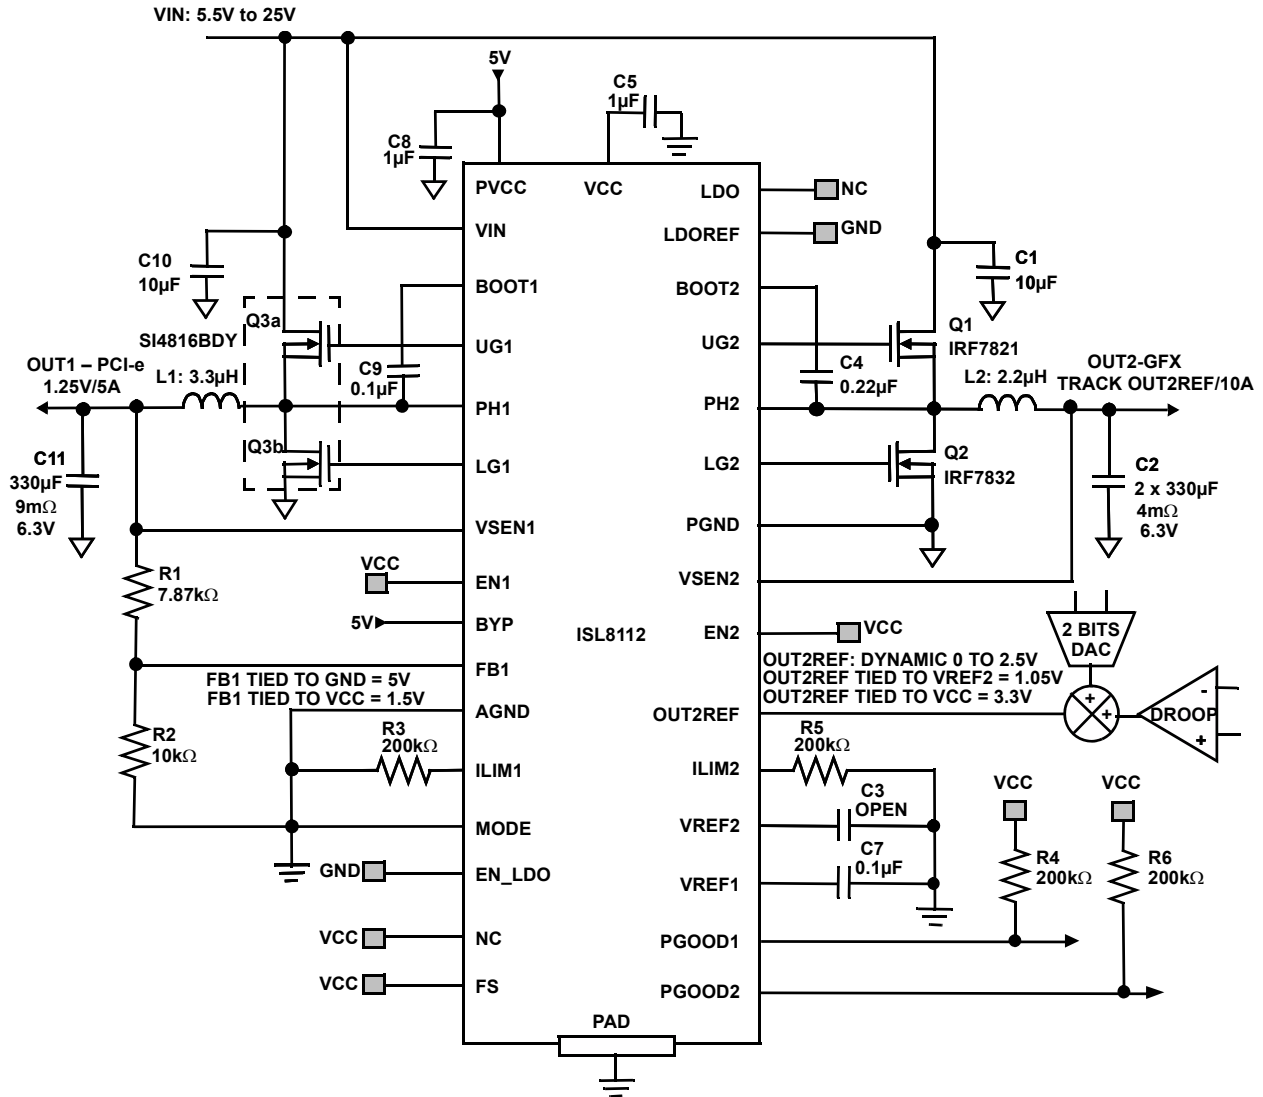 VIN: 5.5V to 25V
5V
C5
1µF
C8
1µF
PVCC
VCC
LDO
NC
LDOREF
GND
VIN
C10
10µF
BOOT1
BOOT2
C1
10µF
Q3a
SI4816BDY
UG1
UG2
Q1
IRF7821
OUT1 – PCI-e
1.25V/5A
L1: 3.3µH
C9
0.1µF
C4
0.22µF
L2: 2.2µH
OUT2-GFX
TRACK OUT2REF/10A
PH1
PH2
Q3b
LG1
LG2
Q2
IRF7832
C11
330µF
9mΩ
6.3V
C2
2 x 330µF
4mΩ
6.3V
VSEN1
PGND
R1
7.87kΩ
VCC
EN1
VSEN2
5V
BYP
ISL8112
EN2
VCC
2 BITS
DAC
FB1
FB1 TIED TO GND = 5V
FB1 TIED TO VCC = 1.5V
OUT2REF: DYNAMIC 0 TO 2.5V
OUT2REF TIED TO VREF2 = 1.05V
OUT2REF TIED TO VCC = 3.3V
AGND
OUT2REF
+
+
DROOP
-
+
R2
10kΩ
R3
200kΩ
ILIM1
R5
200kΩ
ILIM2
C3
OPEN
VCC
VCC
MODE
VREF2
C7
0.1µF
R4
200kΩ
R6
200kΩ
GND
EN_LDO
VREF1
VCC
NC
PGOOD1
VCC
FS
PGOOD2
PAD